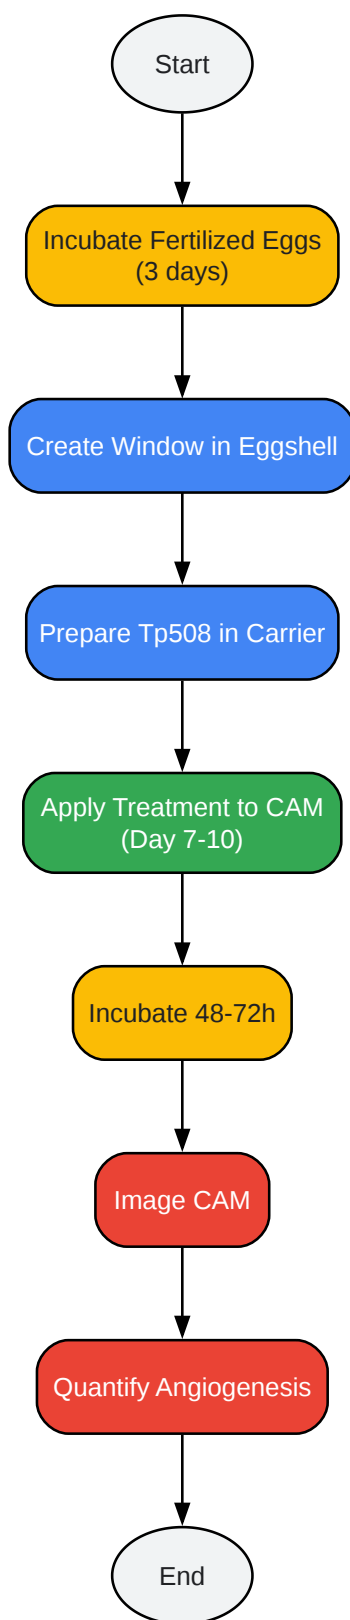 Start
Incubate Fertilized Eggs
(3 days)
Create Window in Eggshell
Prepare Tp508 in Carrier
Apply Treatment to CAM
(Day 7-10)
Incubate 48-72h
Image CAM
Quantify Angiogenesis
End